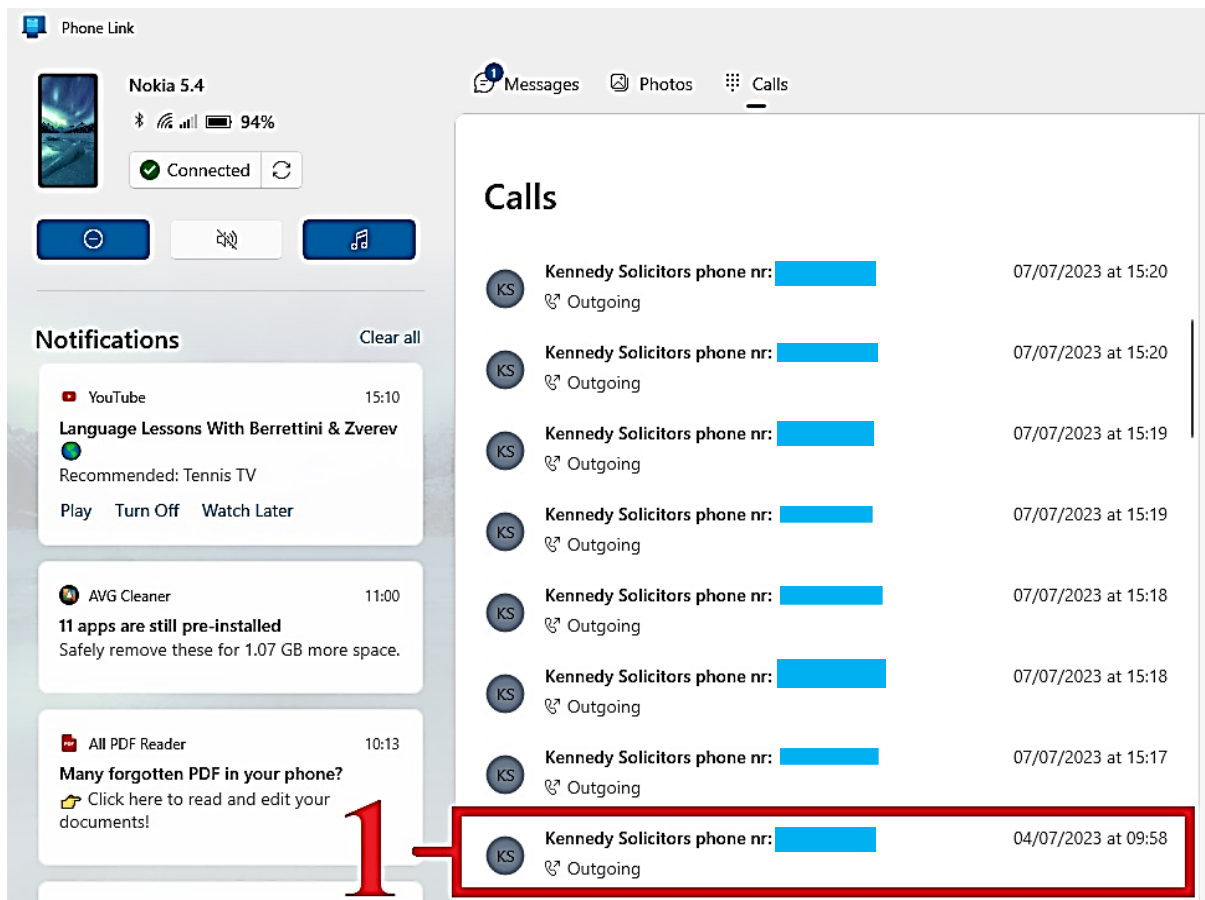 Phone Link
Nokia 5.4
94%
Connected
Notifications
Clear all
YouTube 15:10
Language Lessons With Berrettini & Zverev
Recommended: Tennis TV
Play Turn Off Watch Later
AVG Cleaner 11:00
11 apps are still pre-installed
Safely remove these for 1.07 GB more space.
All PDF Reader 10:13
Many forgotten PDF in your phone?
Click here to read and edit your
documents!
1
1 Messages Photos Calls
Calls
KS Kennedy Solicitors phone nr: 07/07/2023 at 15:20
Outgoing
KS Kennedy Solicitors phone nr: 07/07/2023 at 15:20
Outgoing
KS Kennedy Solicitors phone nr: 07/07/2023 at 15:19
Outgoing
KS Kennedy Solicitors phone nr: 07/07/2023 at 15:19
Outgoing
KS Kennedy Solicitors phone nr: 07/07/2023 at 15:18
Outgoing
KS Kennedy Solicitors phone nr: 07/07/2023 at 15:18
Outgoing
KS Kennedy Solicitors phone nr: 07/07/2023 at 15:17
Outgoing
KS Kennedy Solicitors phone nr: 04/07/2023 at 09:58
Outgoing